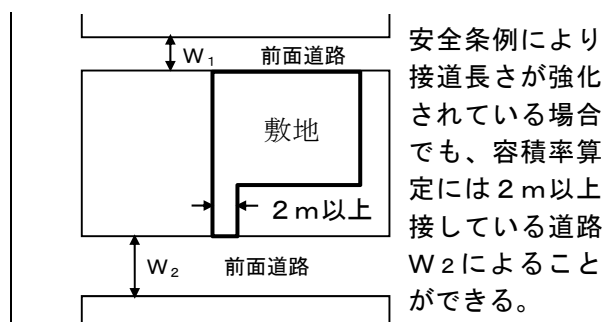 W₁ 前面道路
敷地
２ｍ以上
W₂ 前面道路
安全条例により
接道長さが強化
されている場合
でも、容積率算
定には２ｍ以上
接している道路
Ｗ２によること
ができる。